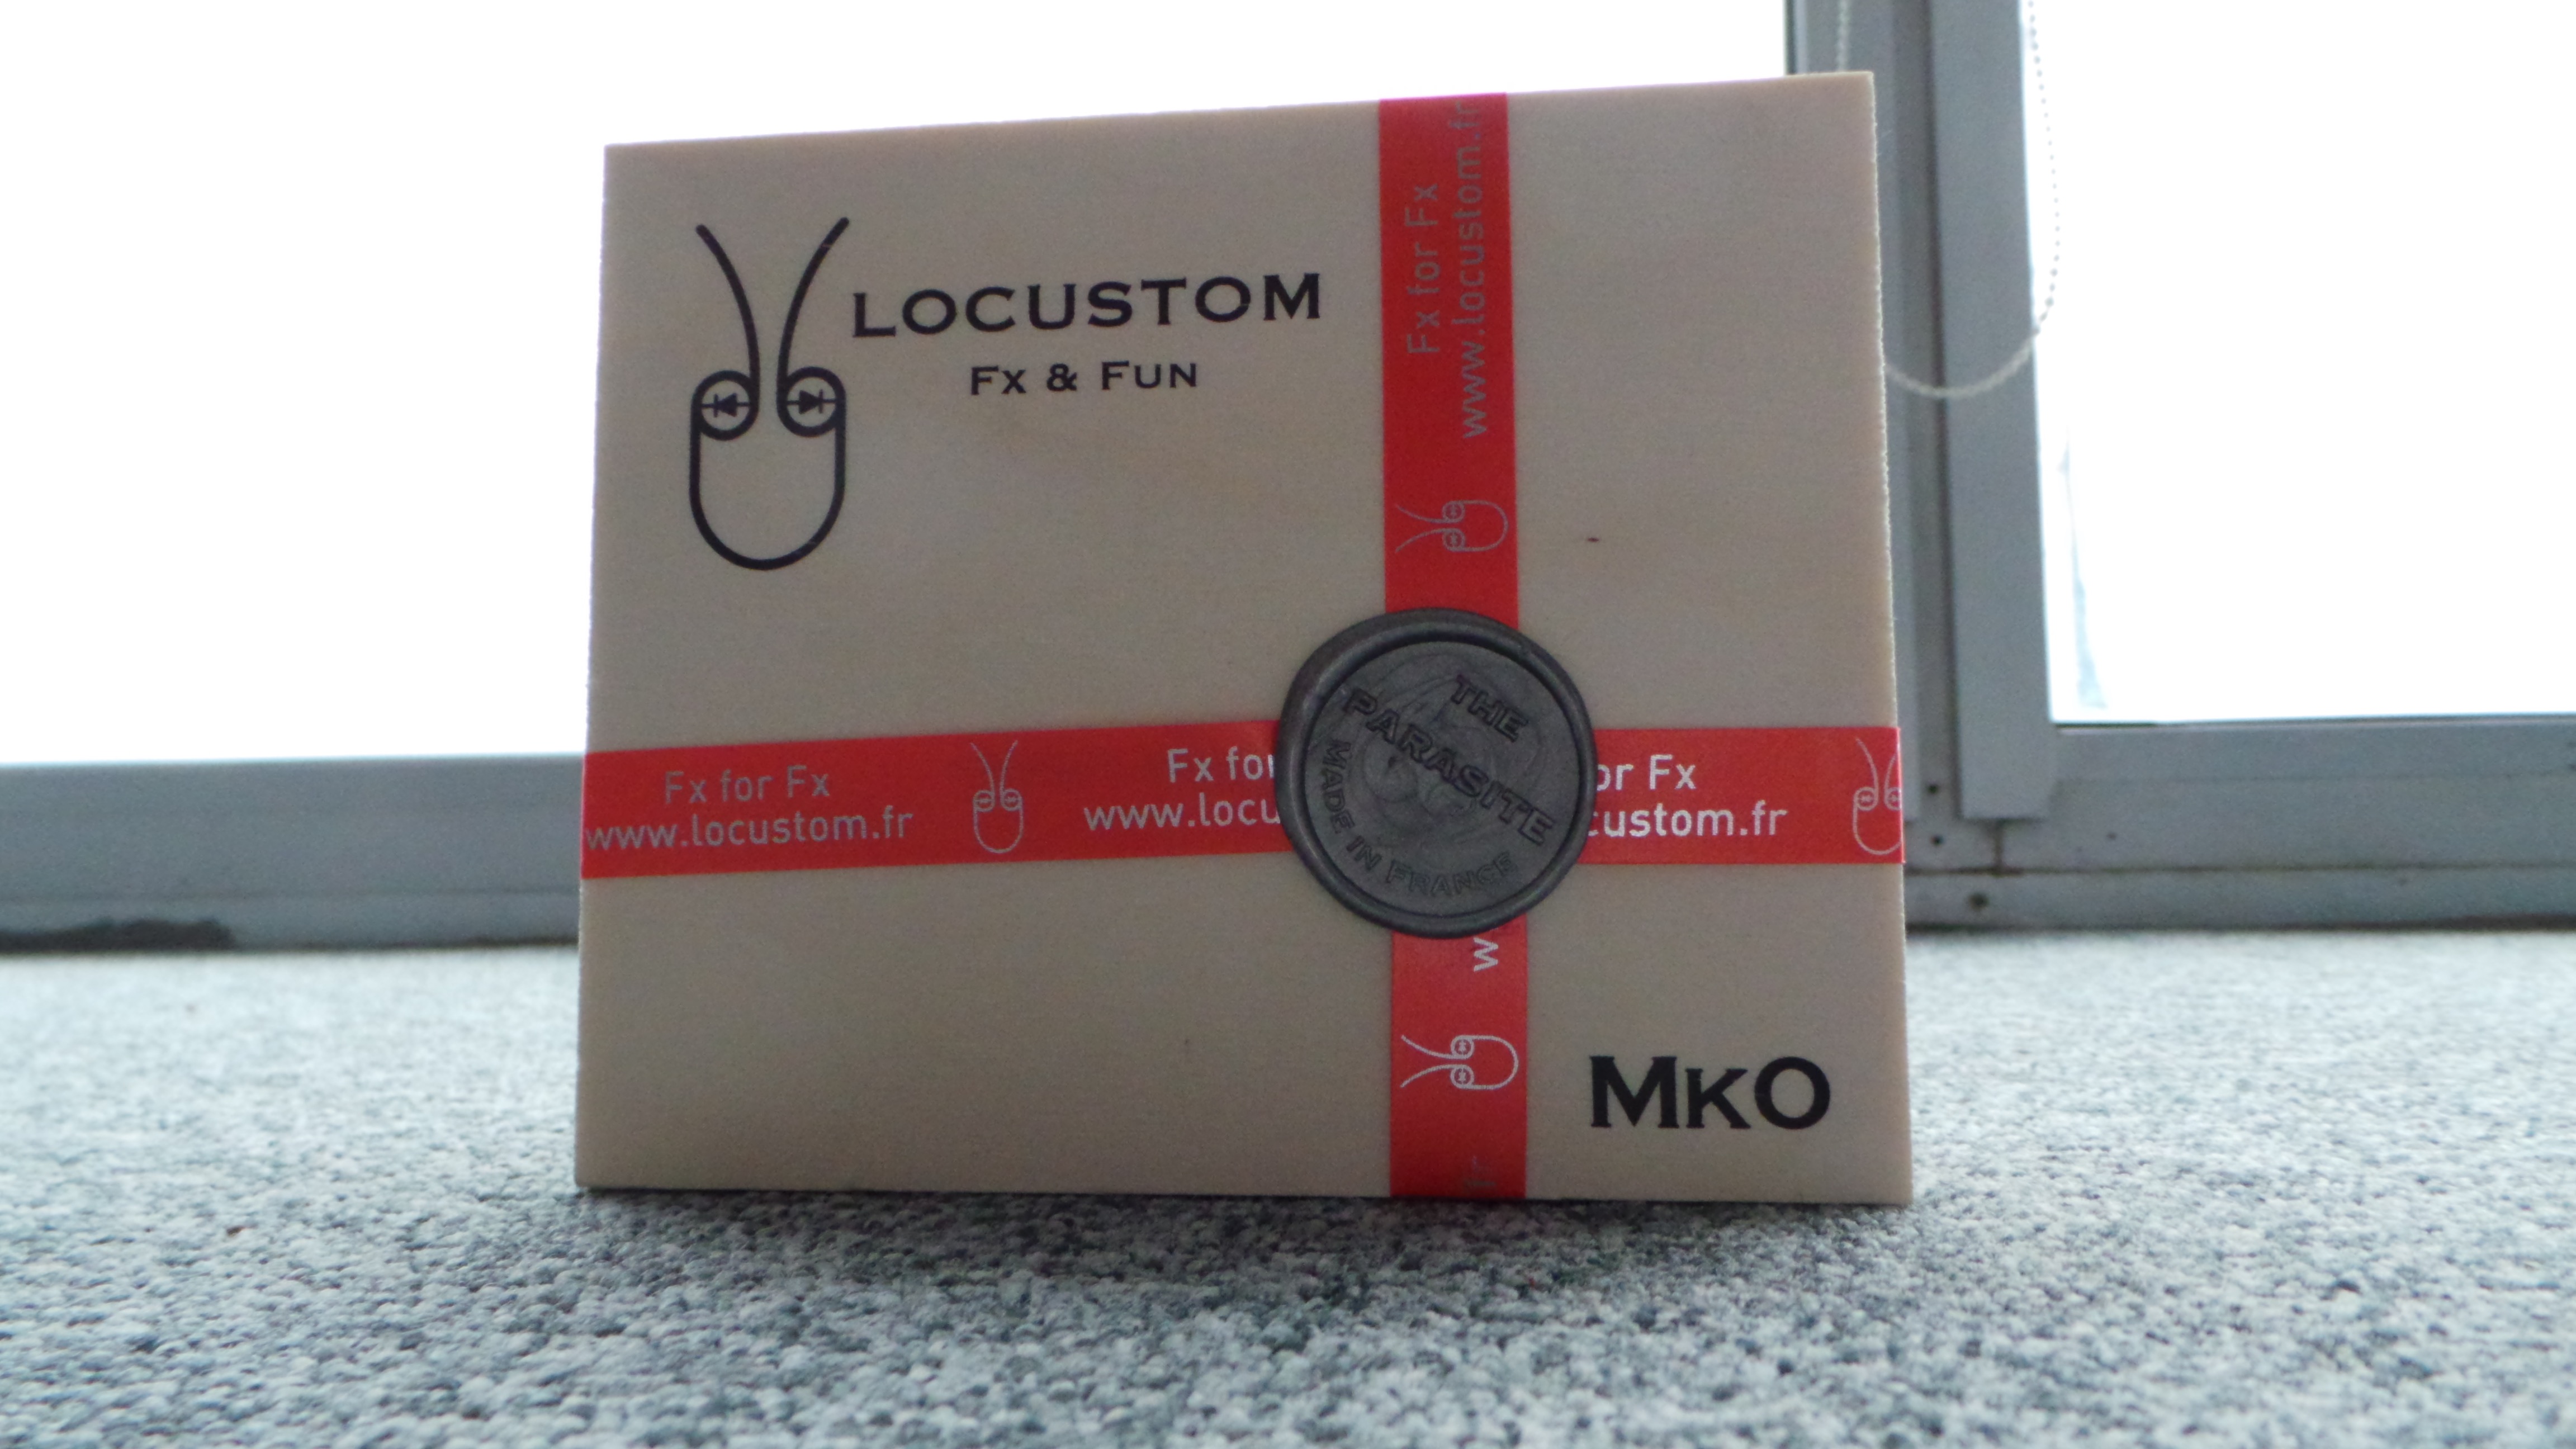 LOCUSTOM
Fx & Fun
Fx for Fx
www.locustom.fr
Fx for Fx
www.locustom.fr
Fx for
www.locu
or Fx
custom.fr
THE
PARASITE
MADE IN FRANCE
w
fr
MkO